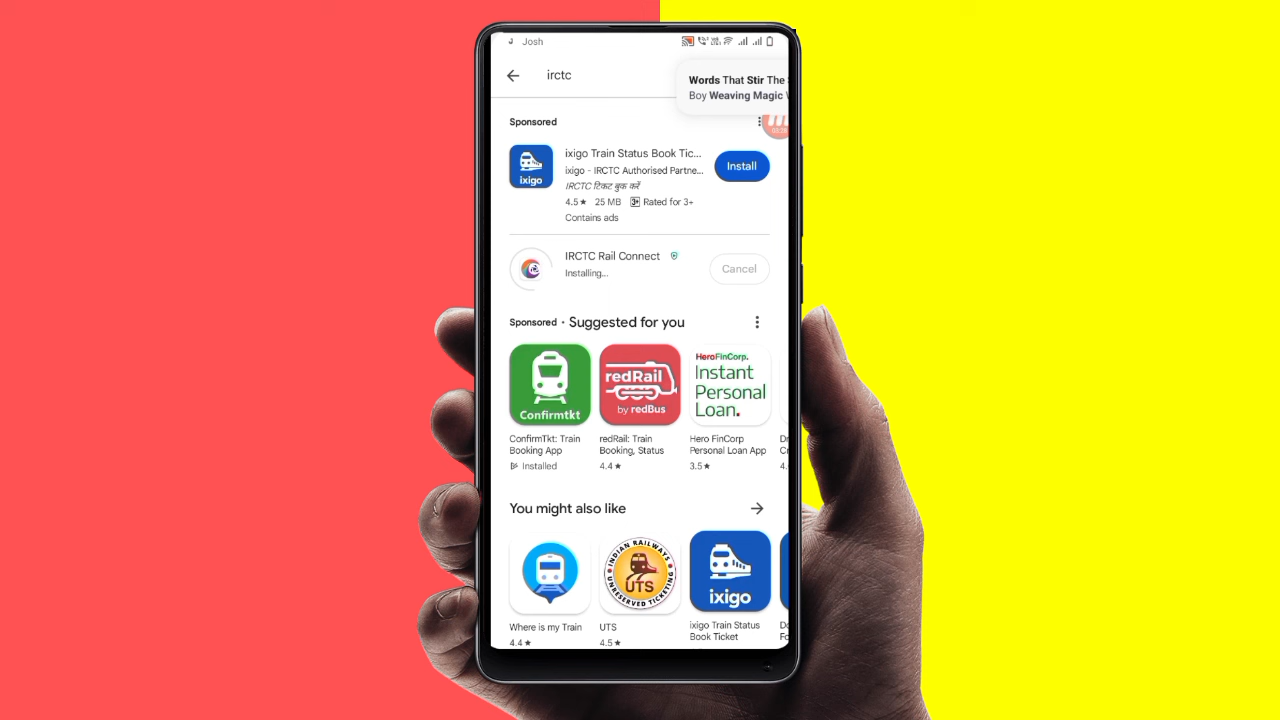 Josh
irctc
Words That Stir The
Boy Weaving Magic
Sponsored
ixigo Train Status Book Tic...
ixigo - IRCTC Authorised Partne...
IRCTC टिकट बुक करें
4.5★ 25 MB 3+ Rated for 3+
Contains ads
Install
ixigo
IRCTC Rail Connect
Installing...
Cancel
Sponsored · Suggested for you
Confirmtkt
redRail
by redBus
HeroFinCorp.
Instant
Personal
Loan.
ConfirmTkt: Train
Booking App
Installed
redRail: Train
Booking, Status
4.4★
Hero FinCorp
Personal Loan App
3.5★
You might also like
INDIAN RAILWAYS
UTS
UNRESERVED TICKETING
ixigo
Where is my Train
4.4★
UTS
4.5★
ixigo Train Status
Book Ticket